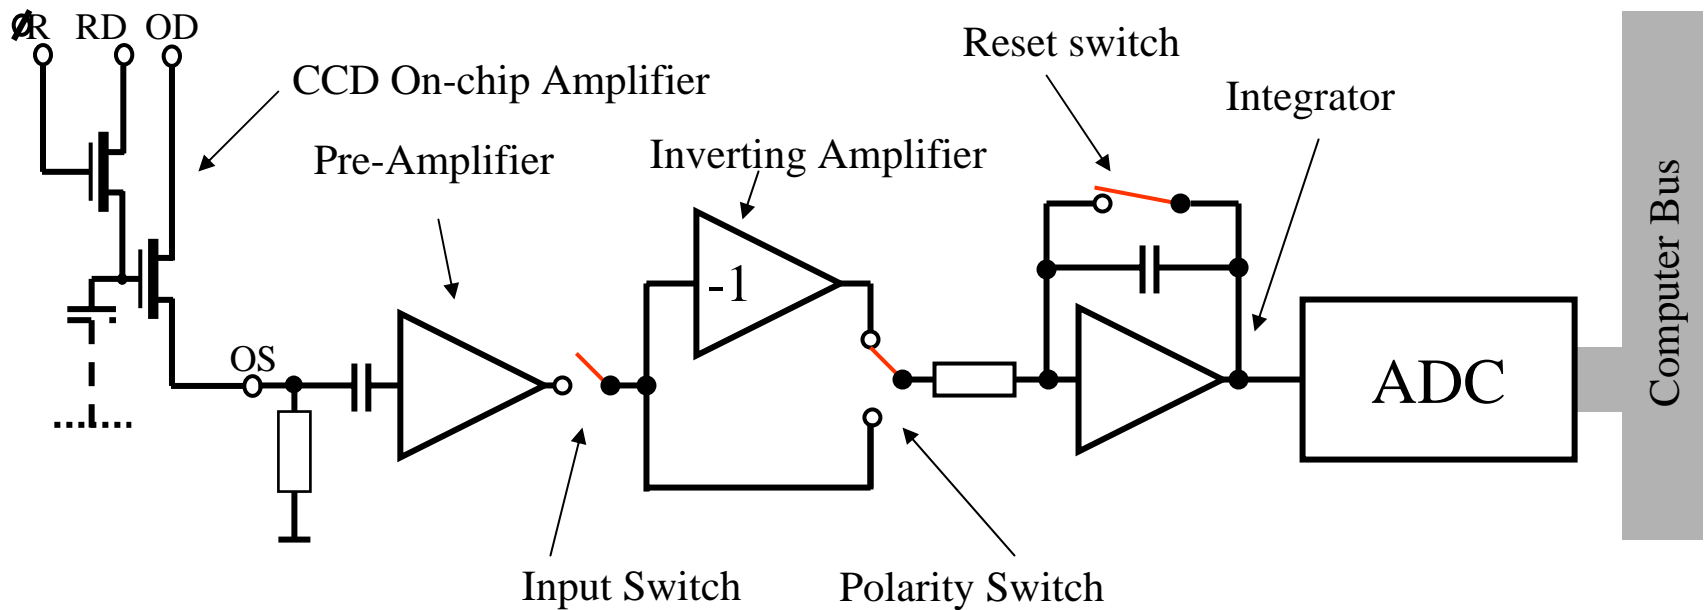 ΦR RD OD
Reset switch
CCD On-chip Amplifier
Integrator
Pre-Amplifier
Inverting Amplifier
-1
OS
ADC
Computer Bus
Input Switch
Polarity Switch